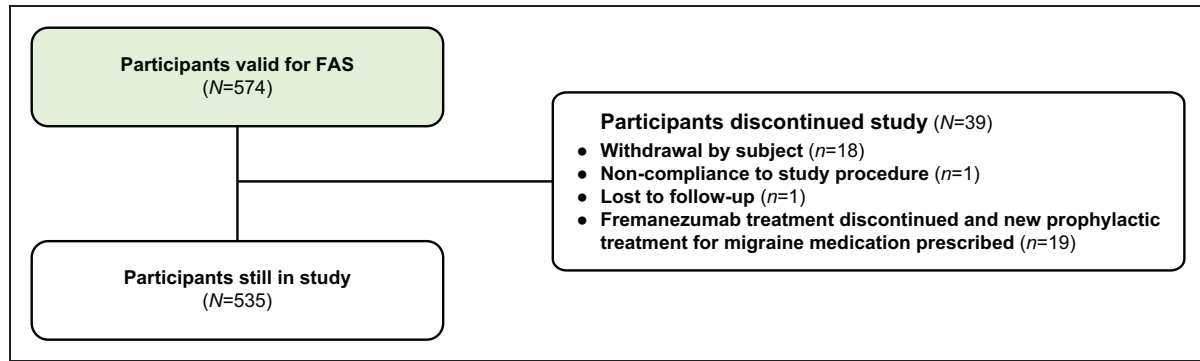 Participants valid for FAS
(N=574)
Participants discontinued study (N=39)
● Withdrawal by subject (n=18)
● Non-compliance to study procedure (n=1)
● Lost to follow-up (n=1)
● Fremanezumab treatment discontinued and new prophylactic
treatment for migraine medication prescribed (n=19)
Participants still in study
(N=535)